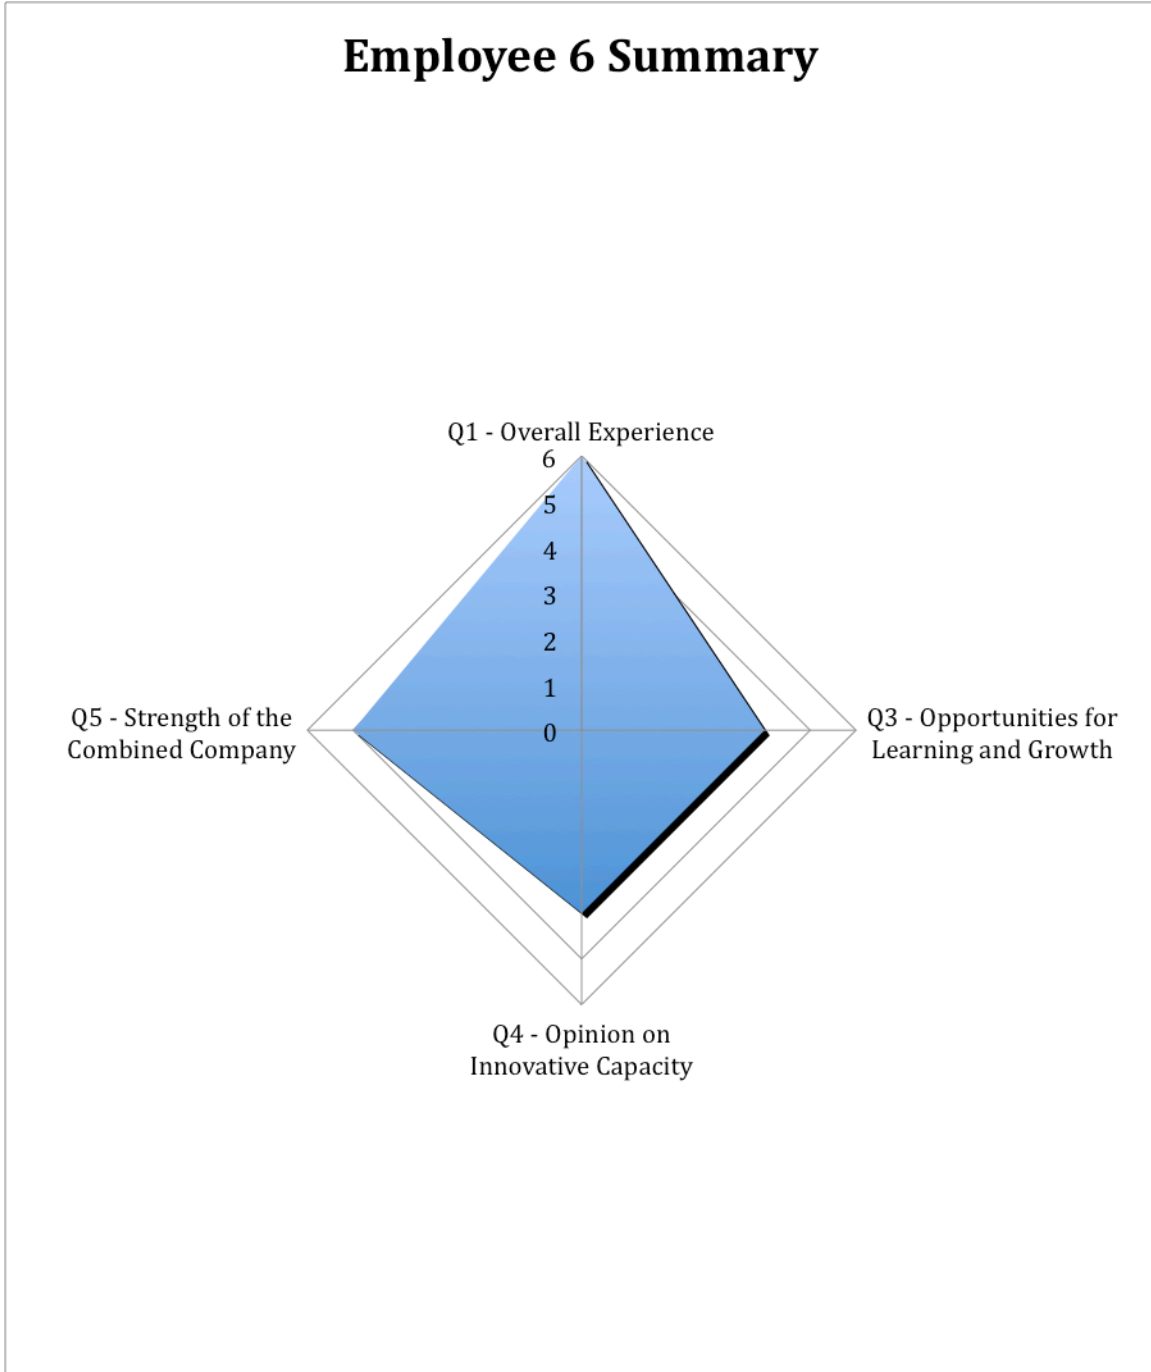 Employee 6 Summary
Q1 - Overall Experience
6
5
4
3
2
1
0
Q3 - Opportunities for
Learning and Growth
Q4 - Opinion on
Innovative Capacity
Q5 - Strength of the
Combined Company